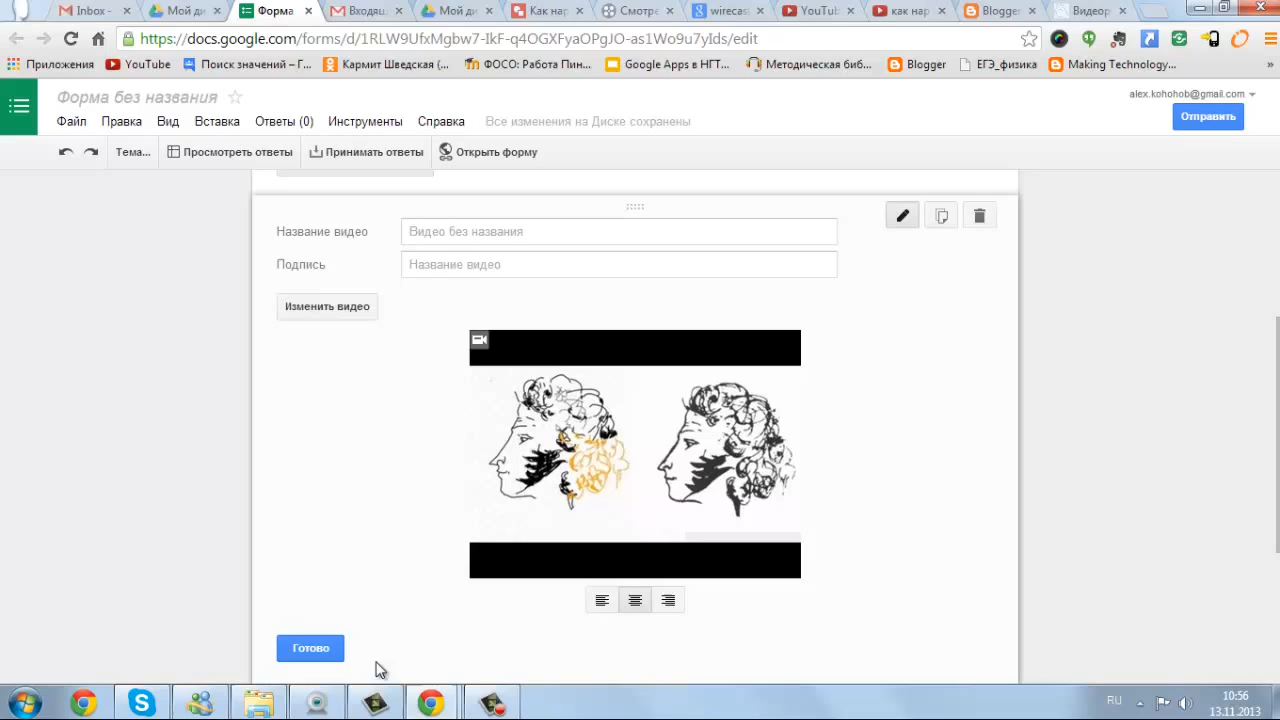 Inbox -
Мой ди
Форма
Входящ
Мой ди
Как нар
Смотре
wirecas
YouTub
как нар
Blogger
Видеор
https://docs.google.com/forms/d/1RLW9UfxMgbw7-IkF-q4OGXFyaOPgJO-as1Wo9u7yIds/edit
Приложения
YouTube
Поиск значений – Г...
Кармит Шведская (...
ФОСО: Работа Пин...
Google Apps в НГТ...
Методическая биб...
Blogger
ЕГЭ_физика
Making Technology...
»
Форма без названия
alex.kohohob@gmail.com
Отправить
Файл Правка Вид Вставка Ответы (0) Инструменты Справка Все изменения на Диске сохранены
Тема... Просмотреть ответы Принимать ответы Открыть форму
Название видео Видео без названия
Подпись Название видео
Изменить видео
Готово
RU
10:56
13.11.2013